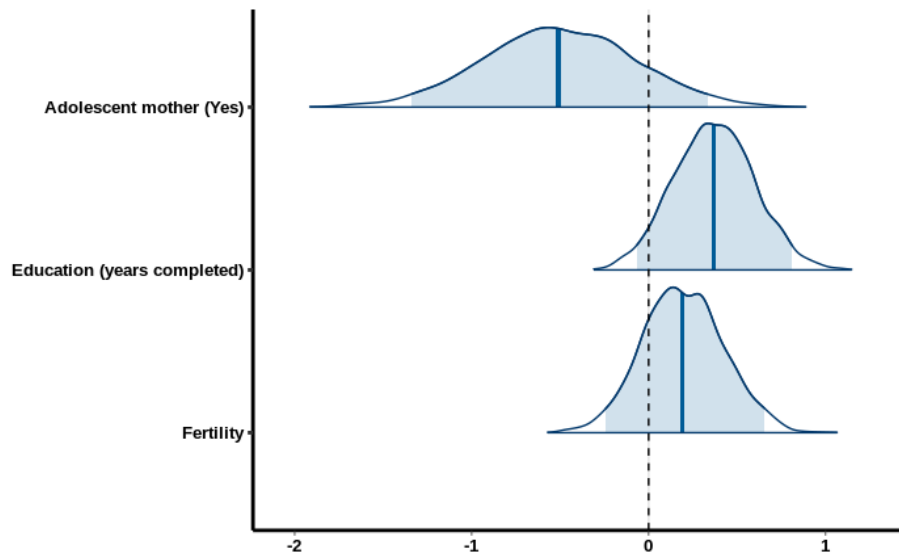 Adolescent mother (Yes)
Education (years completed)
Fertility
-2 -1 0 1